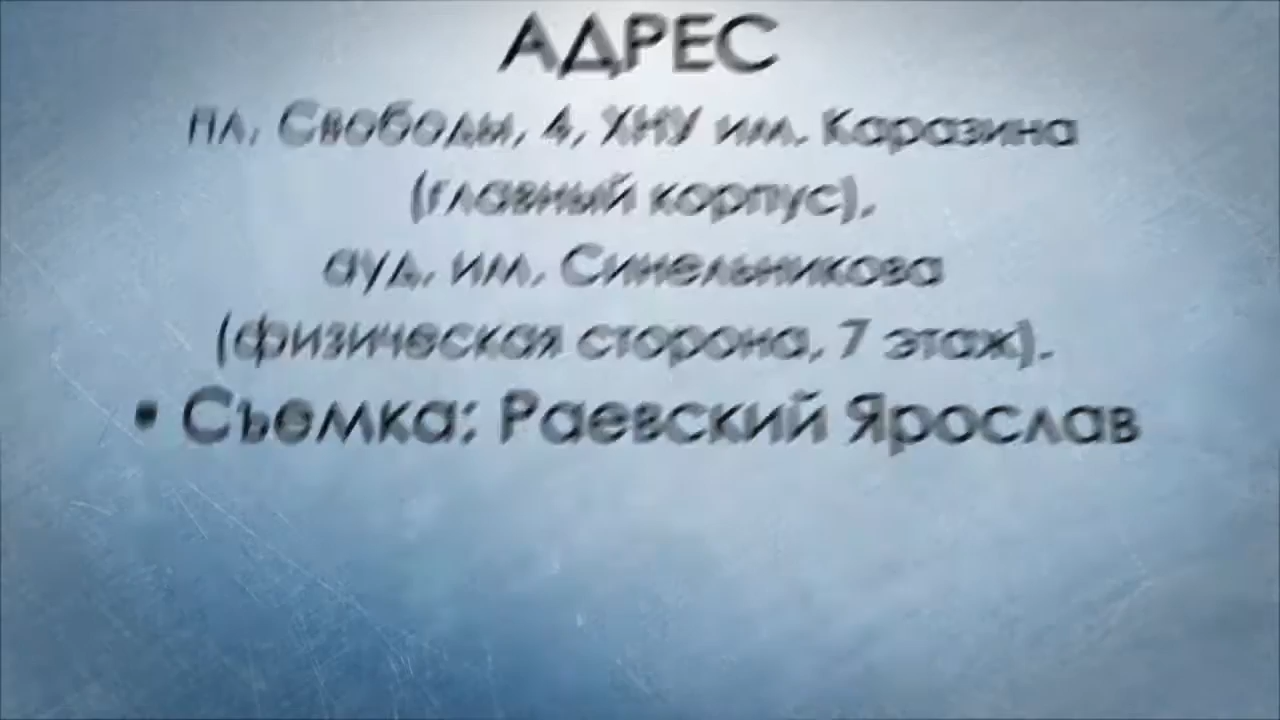 АДРЕС
пл. Свободы, 4, ХНУ им. Каразина
(главный корпус),
ауд. им. Синельникова
(физическая сторона, 7 этаж).
• Съемка: Раевский Ярослав